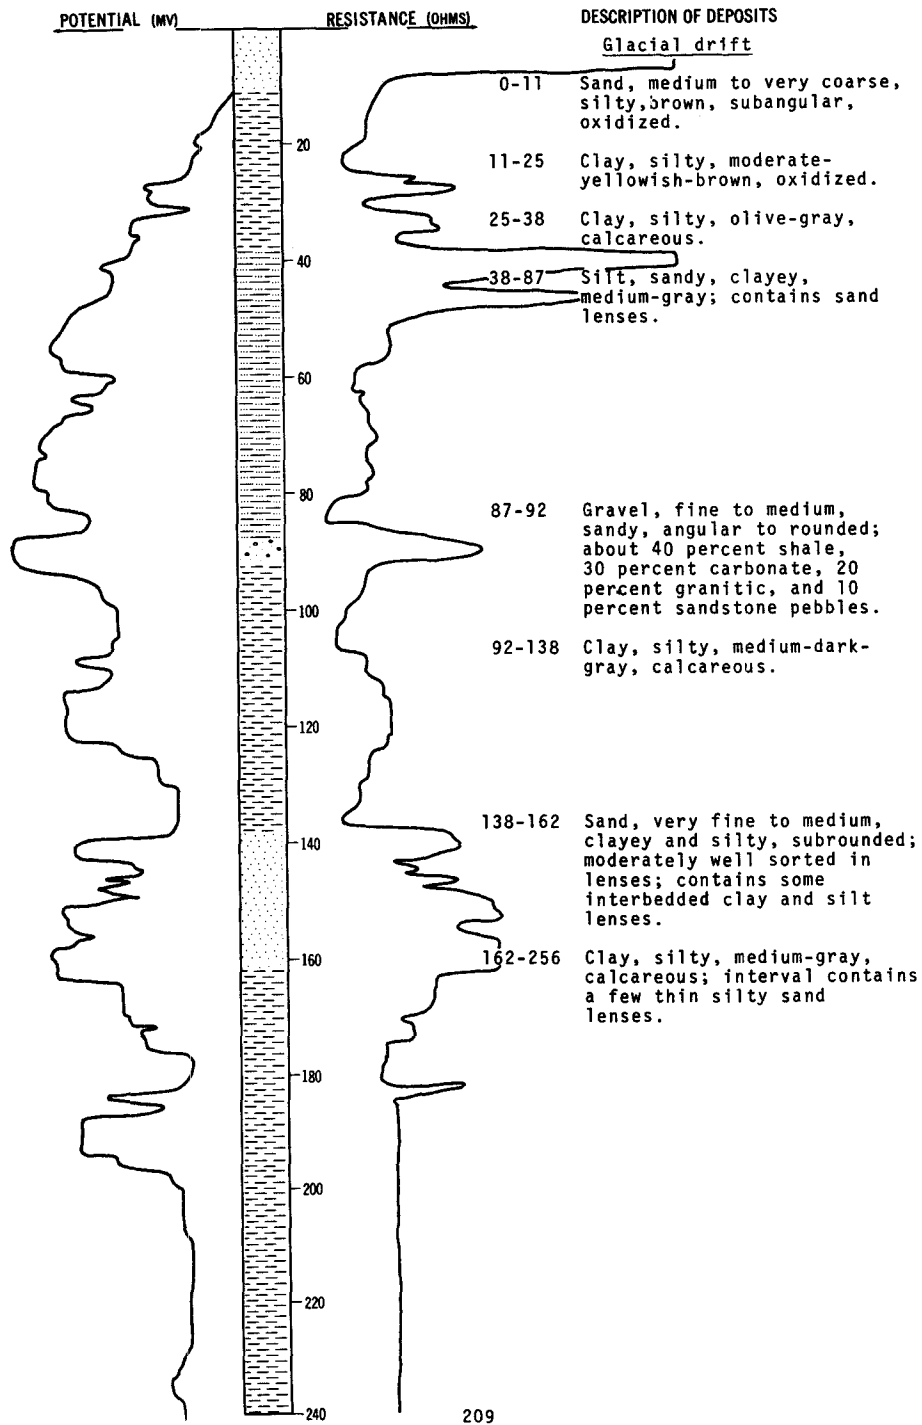 POTENTIAL (MV) RESISTANCE (OHMS) DESCRIPTION OF DEPOSITS
Glacial drift
0-11 Sand, medium to very coarse,
silty, brown, subangular,
oxidized.
20
11-25 Clay, silty, moderate-
yellowish-brown, oxidized.
25-38 Clay, silty, olive-gray,
calcareous.
40
38-87 Silt, sandy, clayey,
medium-gray; contains sand
lenses.
60
80
87-92 Gravel, fine to medium,
sandy, angular to rounded;
about 40 percent shale,
30 percent carbonate, 20
percent granitic, and 10
percent sandstone pebbles.
100
92-138 Clay, silty, medium-dark-
gray, calcareous.
120
138-162 Sand, very fine to medium,
clayey and silty, subrounded;
moderately well sorted in
lenses; contains some
interbedded clay and silt
lenses.
140
160
162-256 Clay, silty, medium-gray,
calcareous; interval contains
a few thin silty sand
lenses.
180
200
220
240
209